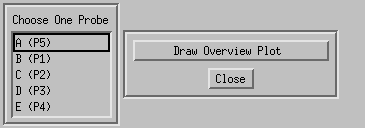 Choose One Probe
A (P5)
B (P1)
C (P2)
D (P3)
E (P4)
Draw Overview Plot
Close